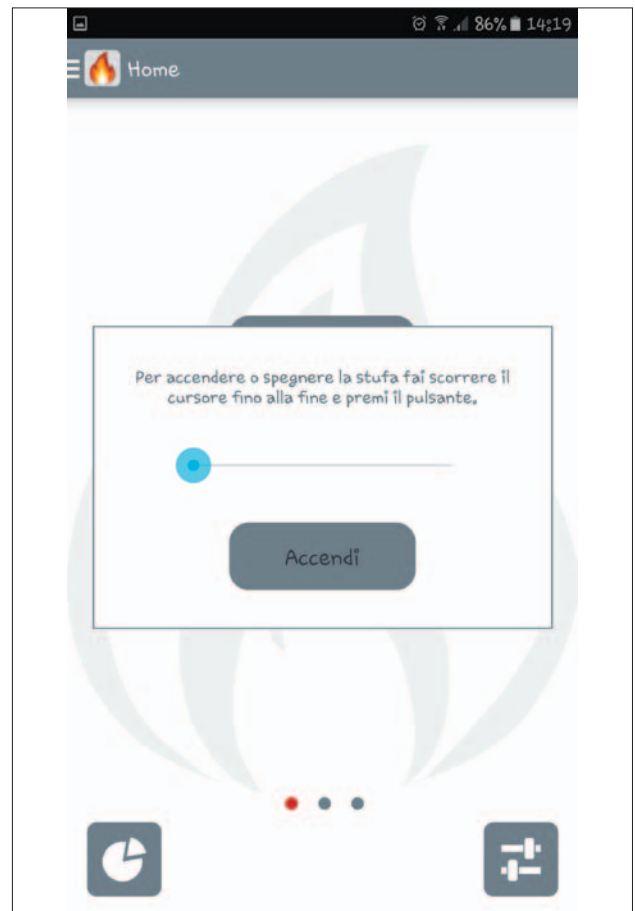 86% 14:19
Home
Per accendere o spegnere la stufa fai scorrere il
cursore fino alla fine e premi il pulsante.
Accendi